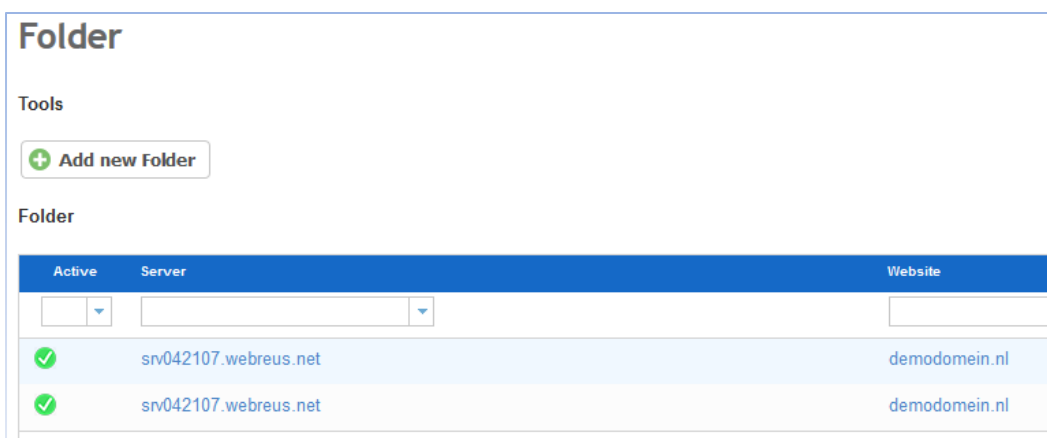 Folder
Tools
Add new Folder
Folder
Active Server Website
srv042107.webreus.net demodomein.nl
srv042107.webreus.net demodomein.nl